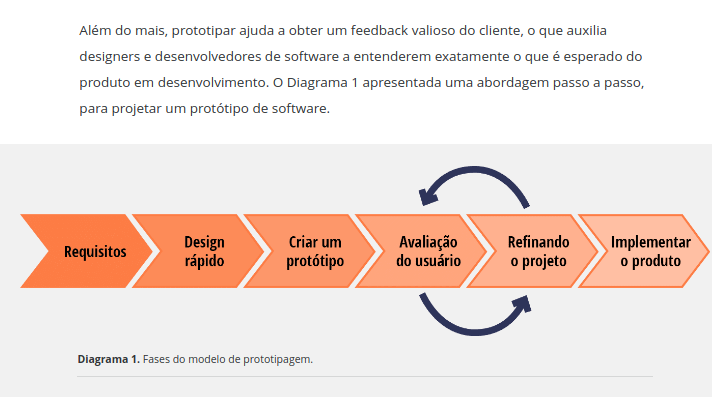 Além do mais, prototipar ajuda a obter um feedback valioso do cliente, o que auxilia
designers e desenvolvedores de software a entenderem exatamente o que é esperado do
produto em desenvolvimento. O Diagrama 1 apresentada uma abordagem passo a passo,
para projetar um protótipo de software.
Requisitos
Design
rápido
Criar um
protótipo
Avaliação
do usuário
Refinando
o projeto
Implementar
o produto
Diagrama 1. Fases do modelo de prototipagem.